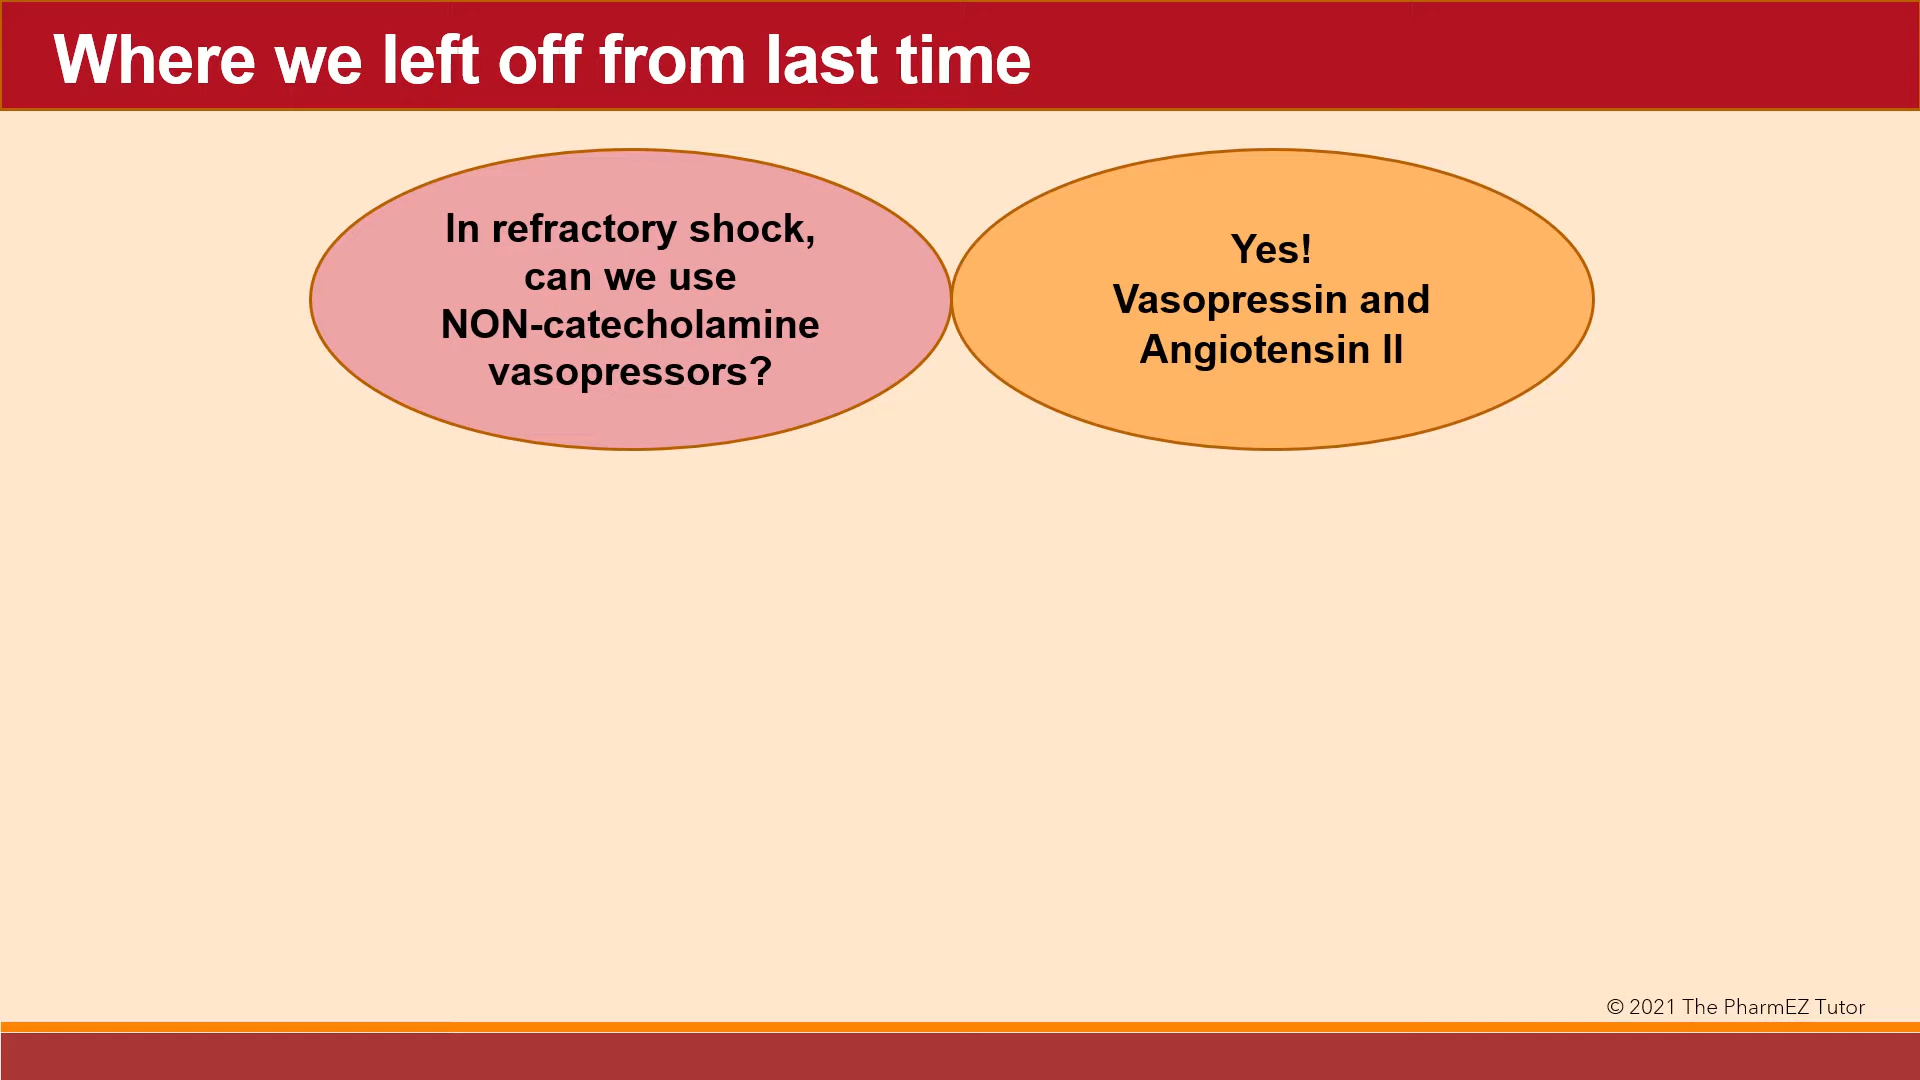 Where we left off from last time
In refractory shock,
can we use
NON-catecholamine
vasopressors?
Yes!
Vasopressin and
Angiotensin II
© 2021 The PharmEZ Tutor